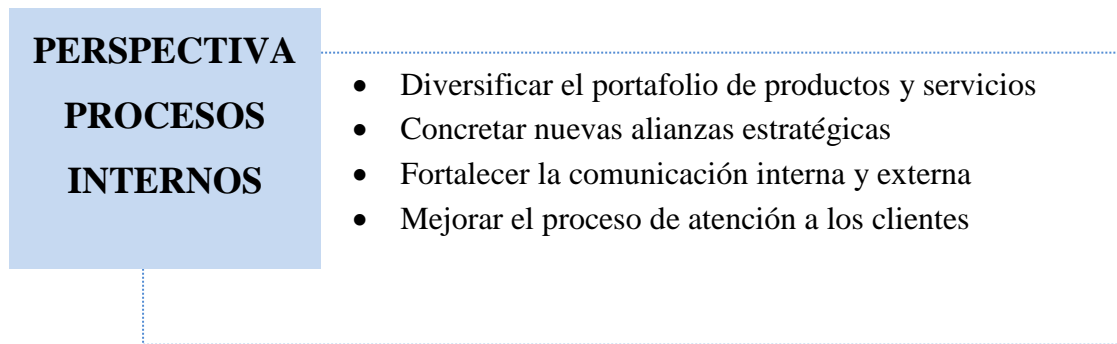 PERSPECTIVA
PROCESOS
INTERNOS
• Diversificar el portafolio de productos y servicios
• Concretar nuevas alianzas estratégicas
• Fortalecer la comunicación interna y externa
• Mejorar el proceso de atención a los clientes